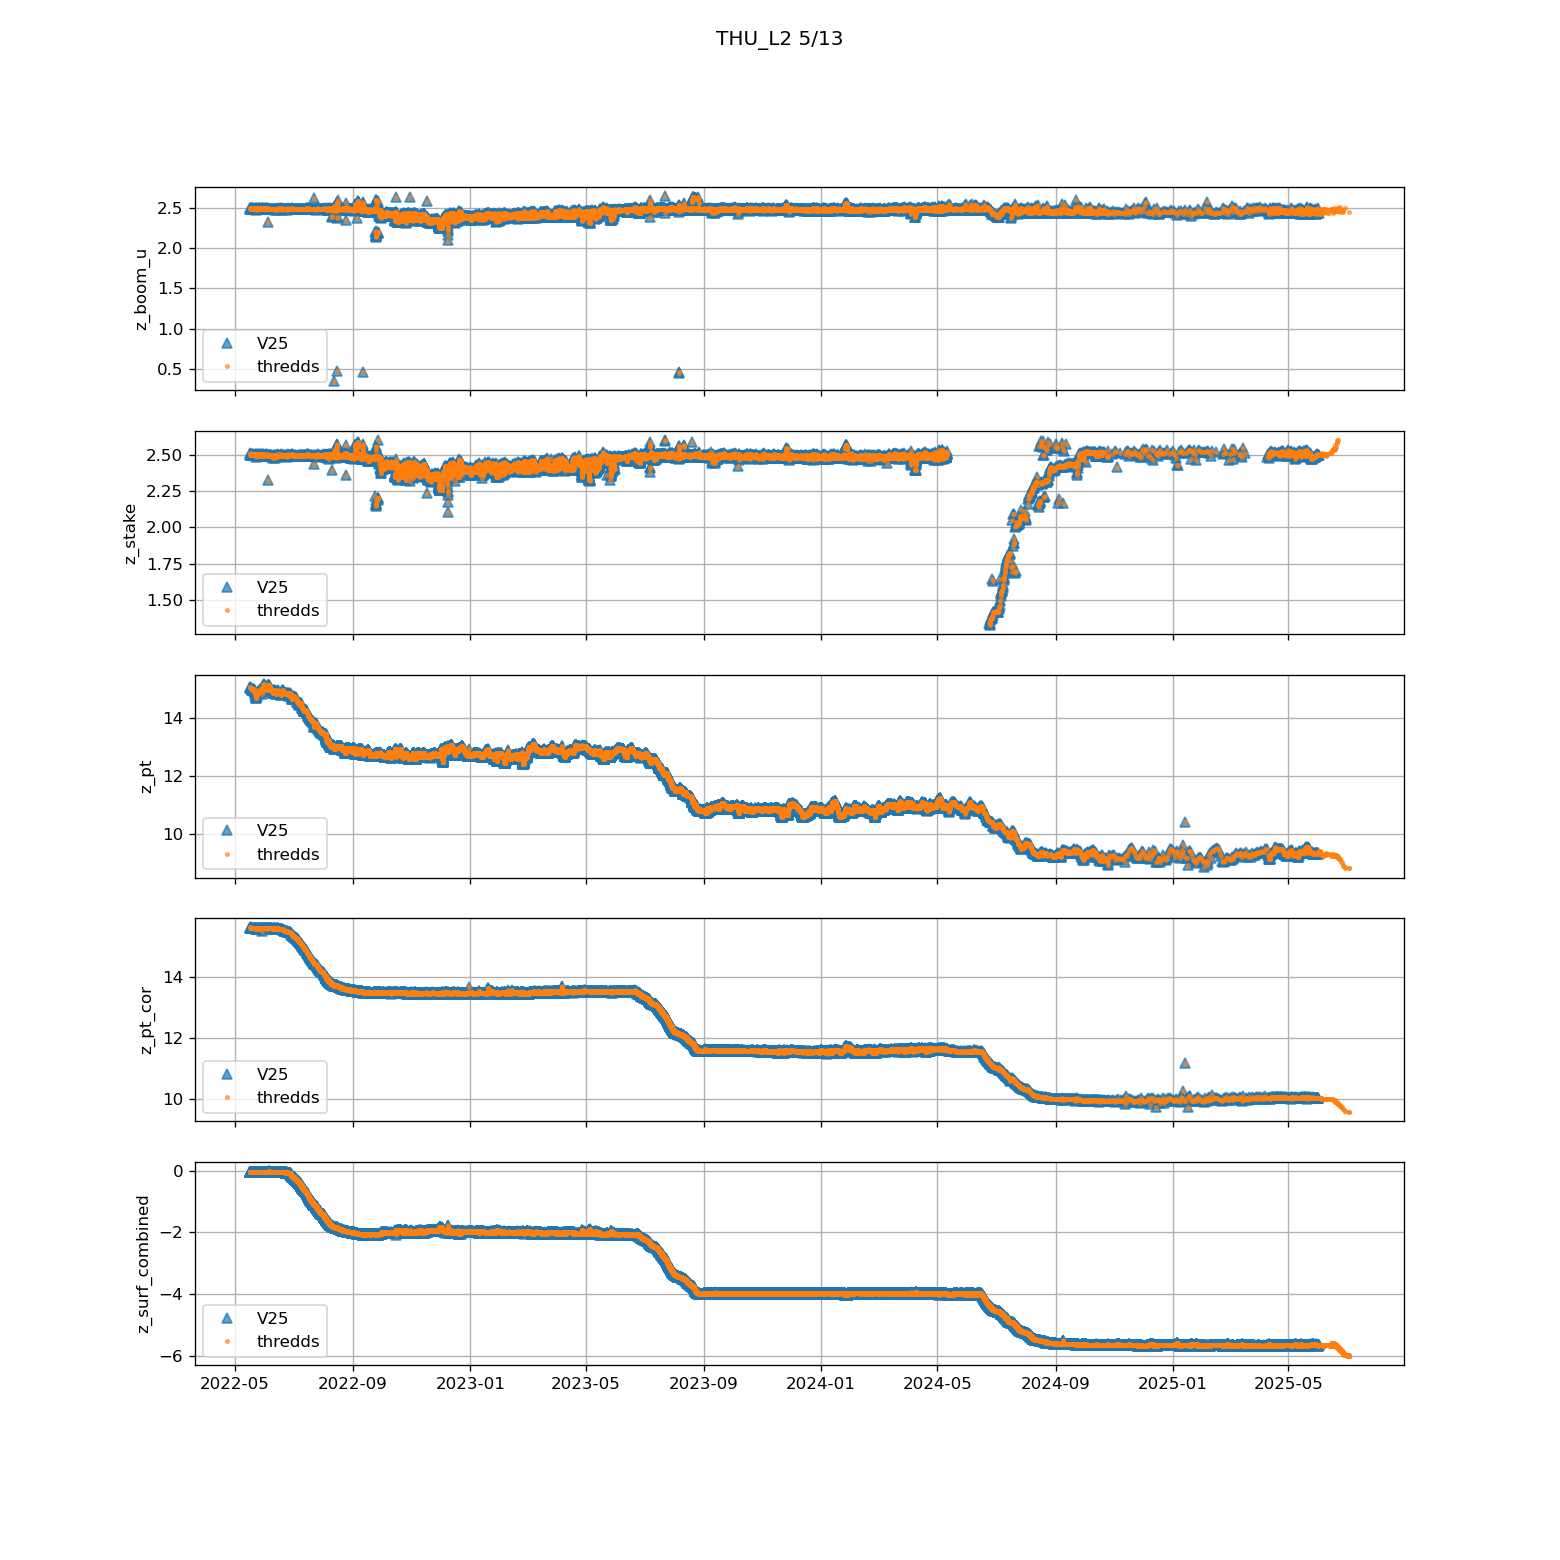 THU_L2 5/13
2.5
2.0
1.5
1.0
0.5
z_boom_u
V25
thredds
2.50
2.25
2.00
1.75
1.50
z_stake
V25
thredds
14
12
10
z_pt
V25
thredds
14
12
10
z_pt_cor
V25
thredds
0
−2
−4
−6
z_surf_combined
V25
thredds
2022-05 2022-09 2023-01 2023-05 2023-09 2024-01 2024-05 2024-09 2025-01 2025-05